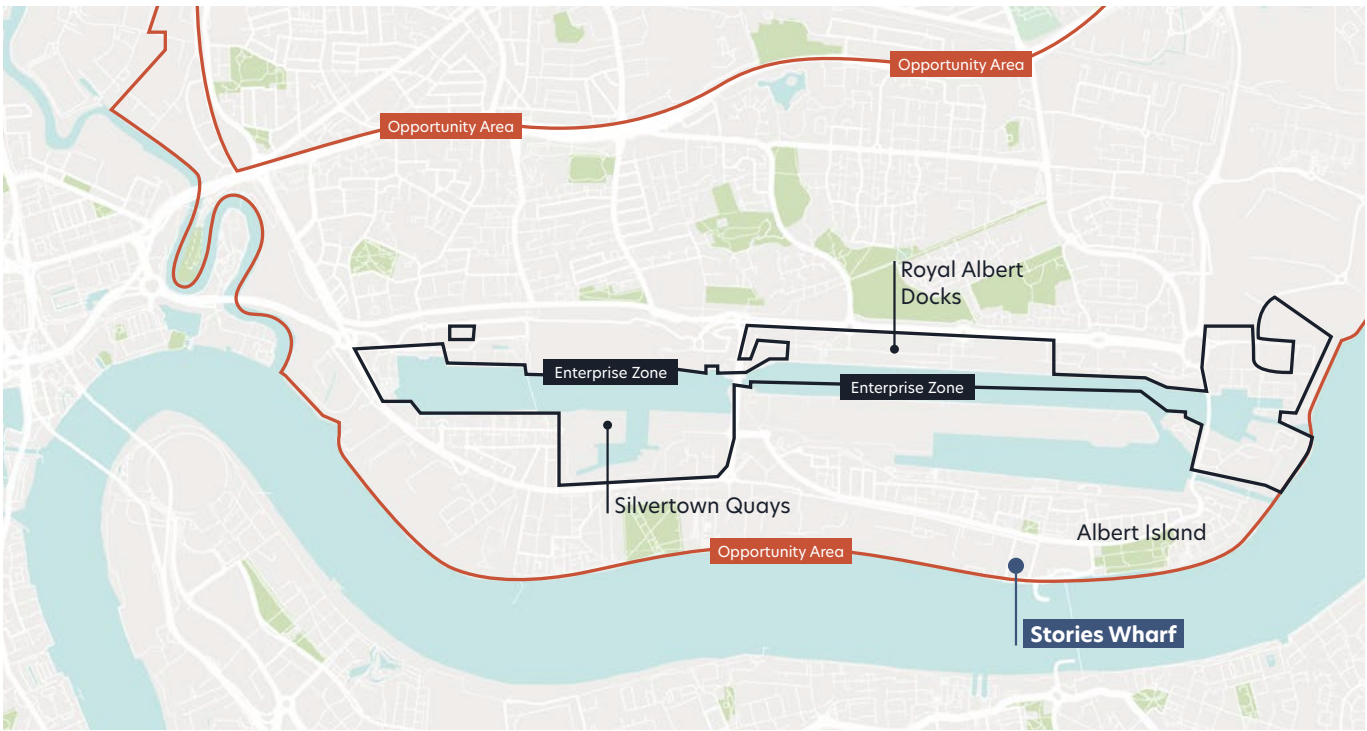 Opportunity Area
Opportunity Area
Royal Albert
Docks
Enterprise Zone
Enterprise Zone
Silvertown Quays
Albert Island
Opportunity Area
Stories Wharf